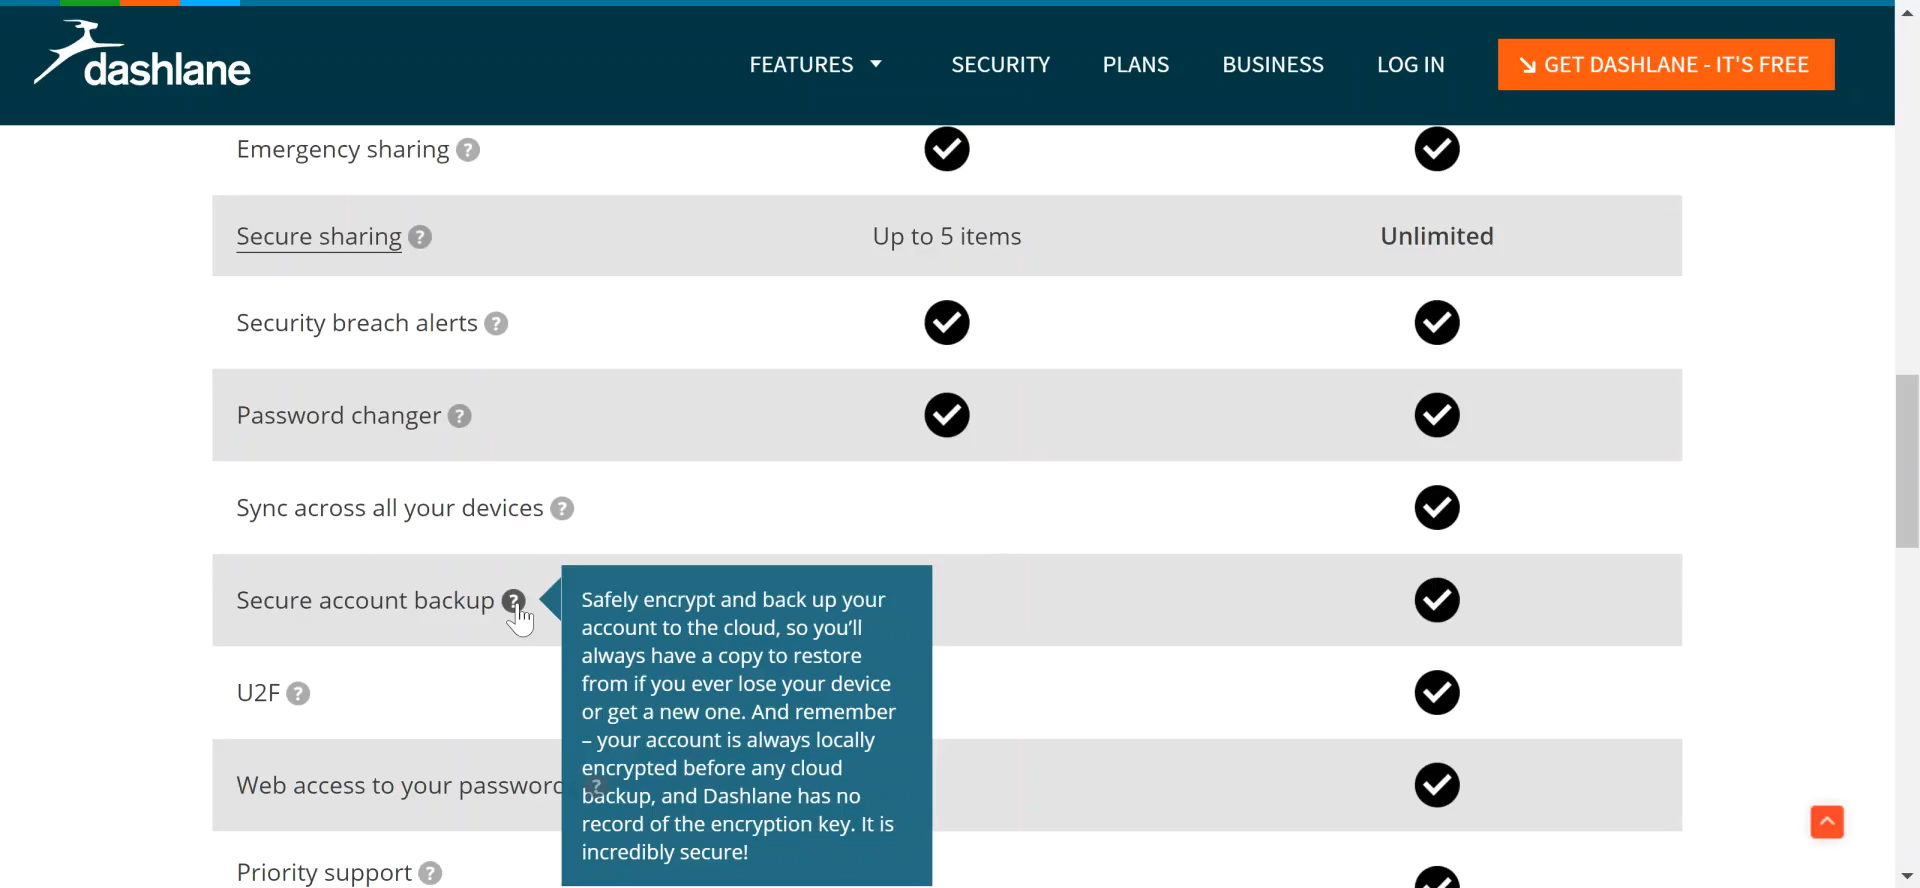 dashlane
FEATURES
SECURITY
PLANS
BUSINESS
LOG IN
GET DASHLANE - IT'S FREE
Emergency sharing ?
Secure sharing ? Up to 5 items Unlimited
Security breach alerts ?
Password changer ?
Sync across all your devices ?
Secure account backup ?
Safely encrypt and back up your
account to the cloud, so you'll
always have a copy to restore
from if you ever lose your device
or get a new one. And remember
– your account is always locally
encrypted before any cloud
backup, and Dashlane has no
record of the encryption key. It is
incredibly secure!
U2F ?
Web access to your password ?
Priority support ?